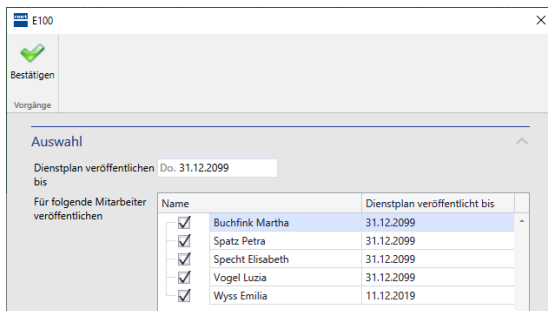 root E100
Bestätigen
Vorgänge
Auswahl
Dienstplan veröffentlichen bis Do. 31.12.2099
Für folgende Mitarbeiter veröffentlichen
Name Dienstplan veröffentlicht bis
Buchfink Martha 31.12.2099
Spatz Petra 31.12.2099
Specht Elisabeth 31.12.2099
Vogel Luzia 31.12.2099
Wyss Emilia 11.12.2019